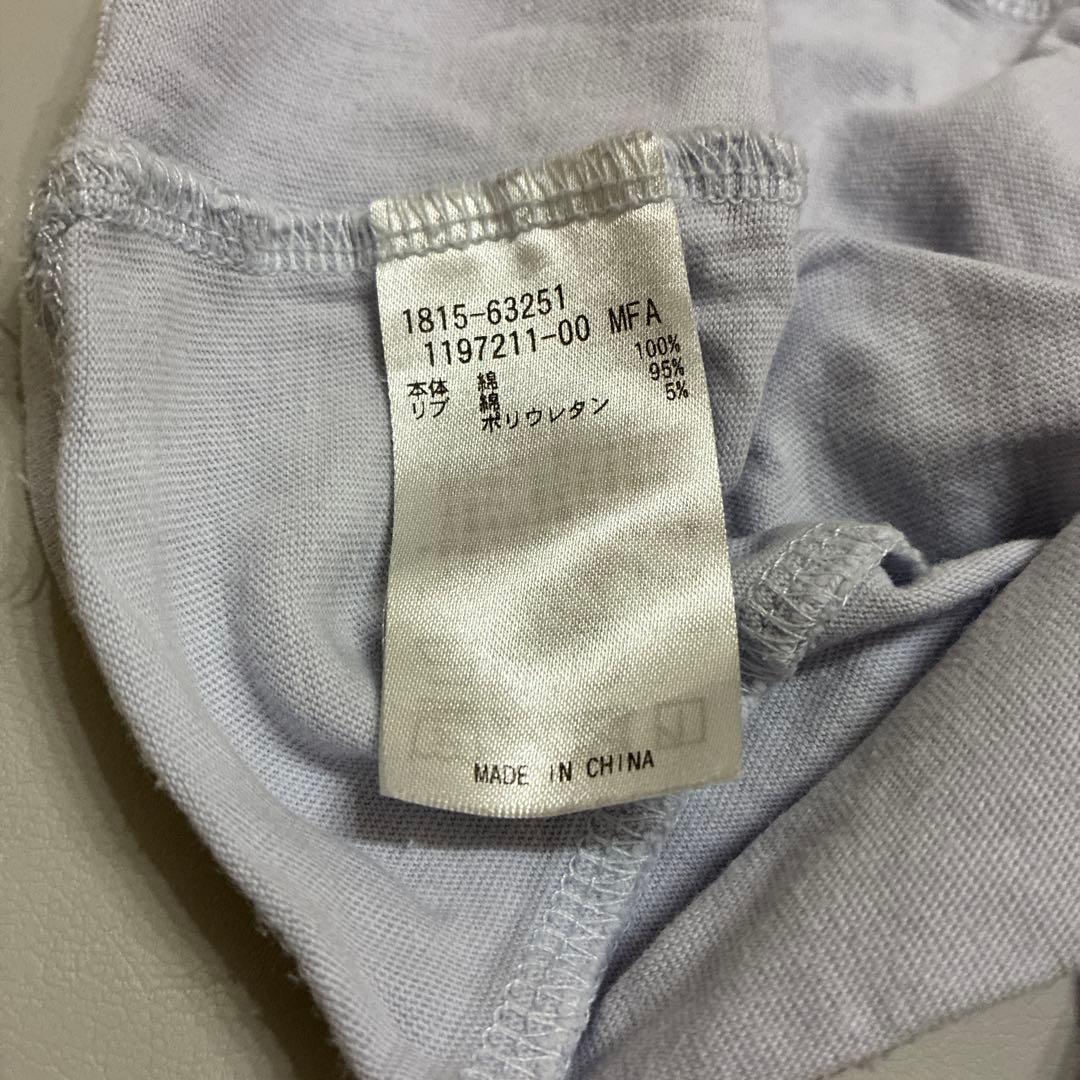 1815-63251
1197211-00 MFA
本体 綿 100%
リブ 綿 95%
ポリウレタン 5%
MADE IN CHINA